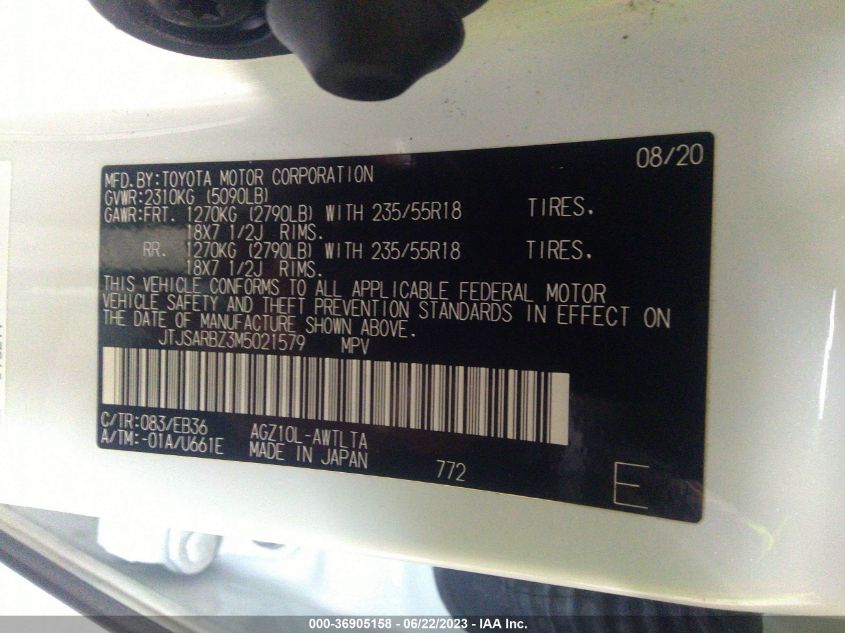 08/20
MFD.BY:TOYOTA MOTOR CORPORATION
GVWR:2310KG (5090LB)
GAWR:FRT. 1270KG (2790LB) WITH 235/55R18 TIRES.
18X7 1/2J RIMS.
RR. 1270KG (2790LB) WITH 235/55R18 TIRES.
18X7 1/2J RIMS.
THIS VEHICLE CONFORMS TO ALL APPLICABLE FEDERAL MOTOR
VEHICLE SAFETY AND THEFT PREVENTION STANDARDS IN EFFECT ON
THE DATE OF MANUFACTURE SHOWN ABOVE.
JTJSARBZ3M5021579 MPV
C/TR:083/EB36 AGZ10L-AWTLTA
A/TM:-01A/U661E MADE IN JAPAN
772
E
000-36905158 - 06/22/2023 - IAA Inc.